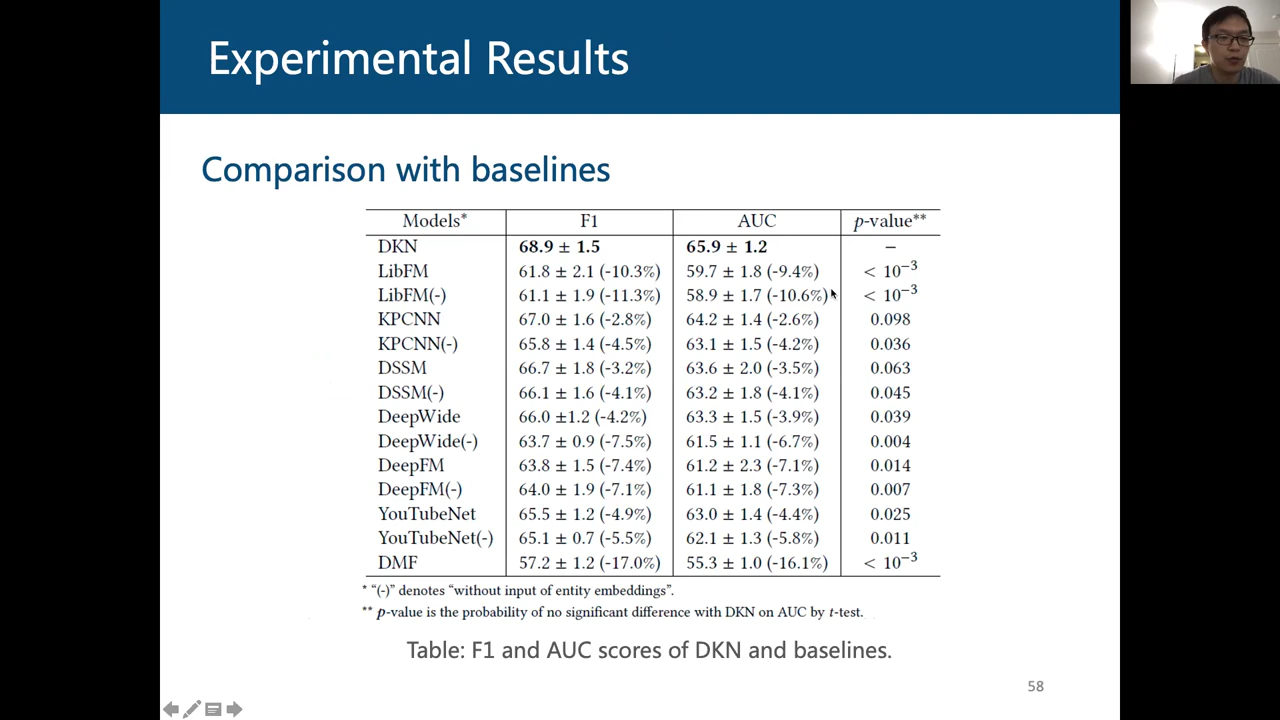 Experimental Results
Comparison with baselines
Models* F1 AUC p-value**
DKN 68.9 ± 1.5 65.9 ± 1.2 –
LibFM 61.8 ± 2.1 (-10.3%) 59.7 ± 1.8 (-9.4%) < 10⁻³
LibFM(-) 61.1 ± 1.9 (-11.3%) 58.9 ± 1.7 (-10.6%) < 10⁻³
KPCNN 67.0 ± 1.6 (-2.8%) 64.2 ± 1.4 (-2.6%) 0.098
KPCNN(-) 65.8 ± 1.4 (-4.5%) 63.1 ± 1.5 (-4.2%) 0.036
DSSM 66.7 ± 1.8 (-3.2%) 63.6 ± 2.0 (-3.5%) 0.063
DSSM(-) 66.1 ± 1.6 (-4.1%) 63.2 ± 1.8 (-4.1%) 0.045
DeepWide 66.0 ±1.2 (-4.2%) 63.3 ± 1.5 (-3.9%) 0.039
DeepWide(-) 63.7 ± 0.9 (-7.5%) 61.5 ± 1.1 (-6.7%) 0.004
DeepFM 63.8 ± 1.5 (-7.4%) 61.2 ± 2.3 (-7.1%) 0.014
DeepFM(-) 64.0 ± 1.9 (-7.1%) 61.1 ± 1.8 (-7.3%) 0.007
YouTubeNet 65.5 ± 1.2 (-4.9%) 63.0 ± 1.4 (-4.4%) 0.025
YouTubeNet(-) 65.1 ± 0.7 (-5.5%) 62.1 ± 1.3 (-5.8%) 0.011
DMF 57.2 ± 1.2 (-17.0%) 55.3 ± 1.0 (-16.1%) < 10⁻³
* "(-)" denotes "without input of entity embeddings".
** p-value is the probability of no significant difference with DKN on AUC by t-test.
Table: F1 and AUC scores of DKN and baselines.
58